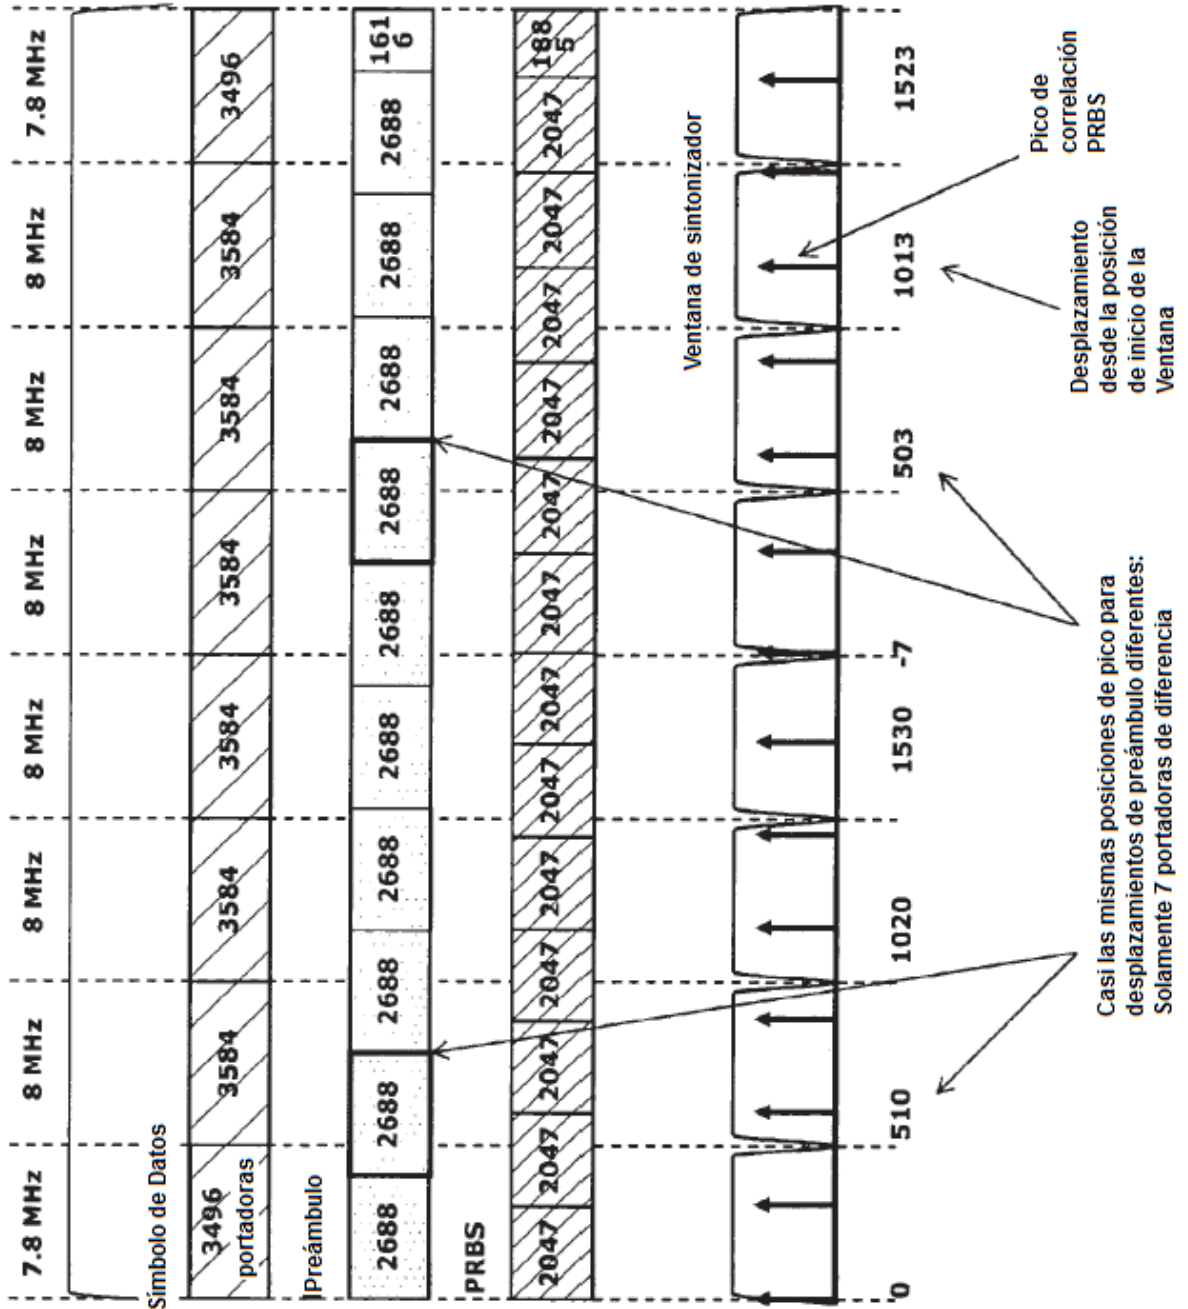 7.8 MHz 8 MHz 8 MHz 8 MHz 8 MHz 8 MHz 8 MHz 7.8 MHz
Símbolo de Datos
3496 3584 3584 3584 3584 3584 3584 3496
portadoras
Preámbulo
2688 2688 2688 2688 2688 2688 2688 2688 2688 2688 161
6
PRBS
2047 2047 2047 2047 2047 2047 2047 2047 2047 2047 2047 2047 2047 188
5
Ventana de sintonizador
0 510 1020 1530 -7 503 1013 1523
Pico de
correlación
PRBS
Desplazamiento
desde la posición
de inicio de la
Ventana
Casi las mismas posiciones de pico para
desplazamientos de preámbulo diferentes:
Solamente 7 portadoras de diferencia